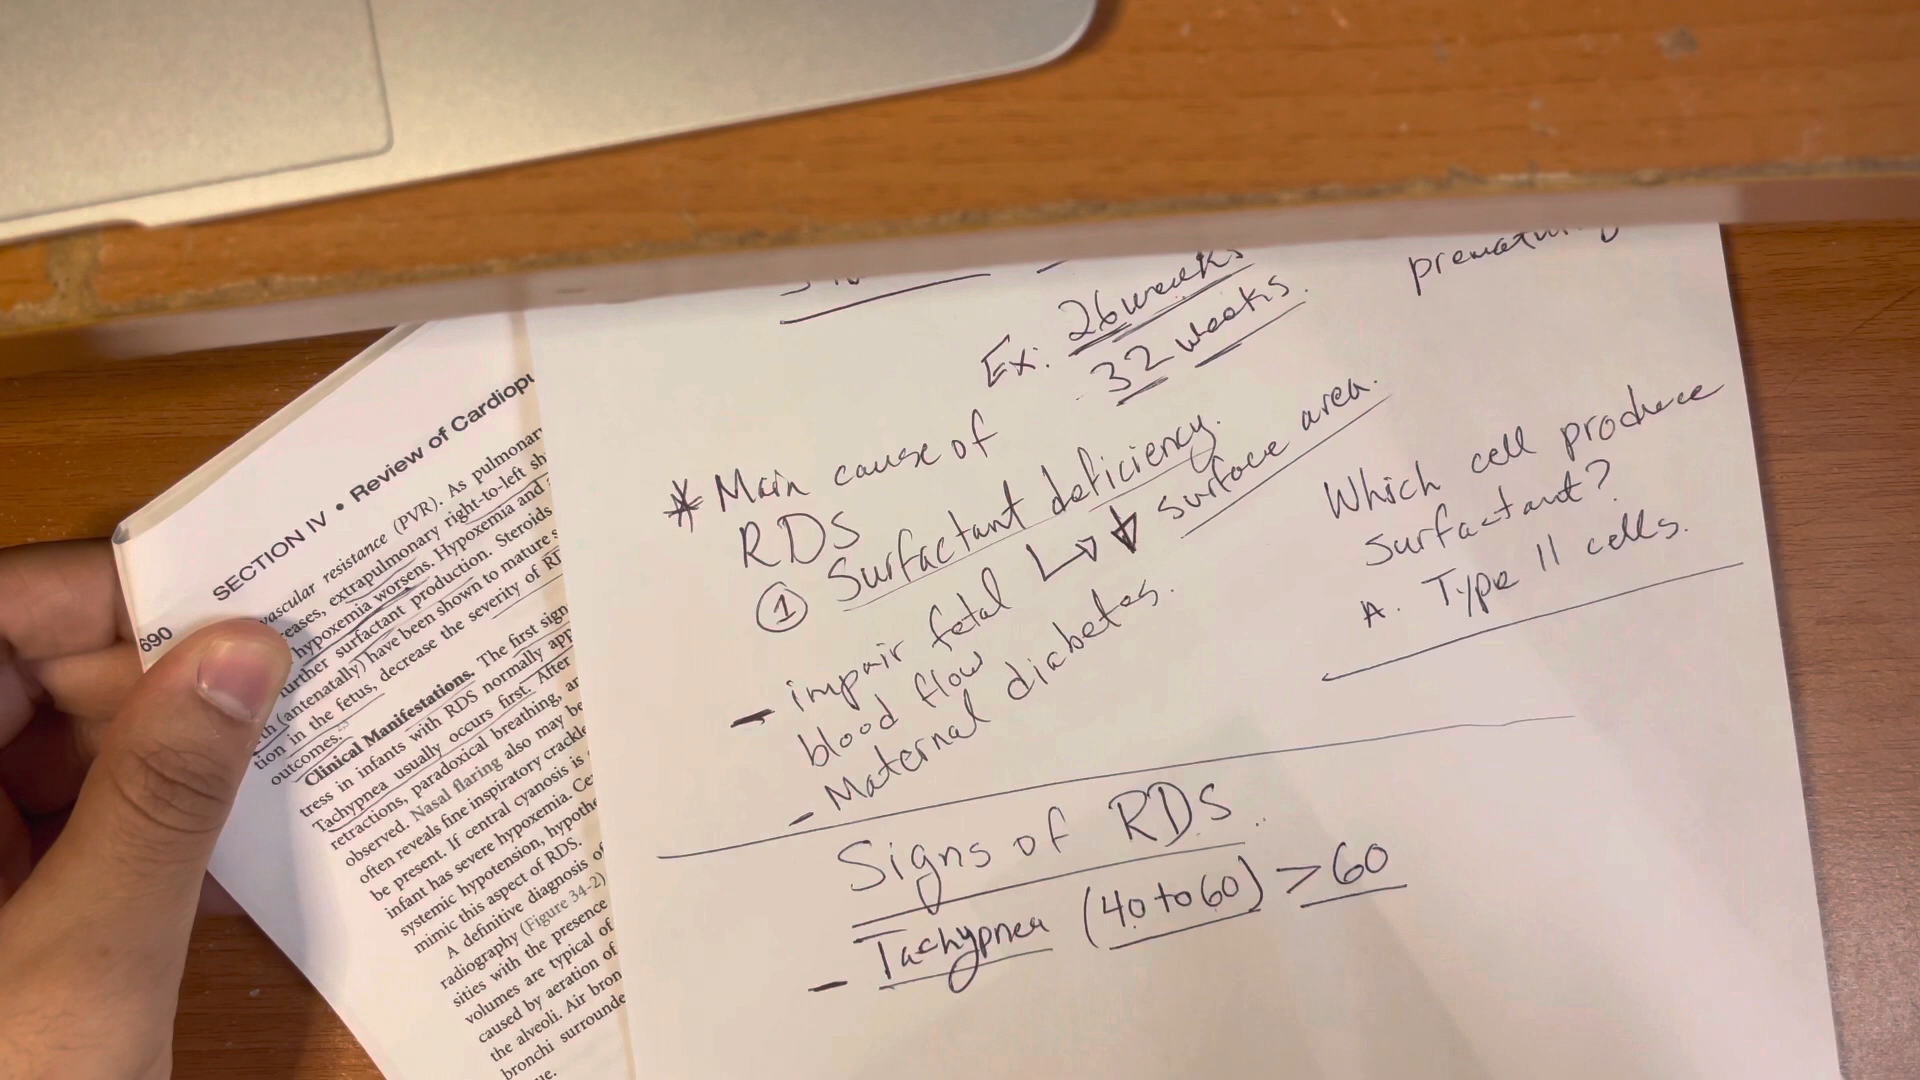 690
SECTION IV • Review of Cardiop
vascular resistance (PVR). As pulmonary
eases, extrapulmonary right-to-left sh
hypoxemia worsens. Hypoxemia and
further surfactant production. Steroids
th (antenatally) have been shown to mature s
tion in the fetus, decrease the severity of RD
outcomes.
Clinical Manifestations. The first sign
tress in infants with RDS normally app
Tachypnea usually occurs first. After
retractions, paradoxical breathing, an
observed. Nasal flaring also may be
often reveals fine inspiratory crackle
be present. If central cyanosis is
infant has severe hypoxemia. Ce
systemic hypotension, hypothe
mimic this aspect of RDS.
A definitive diagnosis of
radiography (Figure 34-2)
sities with the presence
volumes are typical of
caused by aeration of
the alveoli. Air bron
bronchi surrounde
ue.
Ex: 26 weeks
32 weeks.
* Main cause of
RDS
① Surfactant deficiency.
↳ ↓ surface area.
- impair fetal
blood flow
- Maternal diabetes.
Which cell produce
surfactant?
A. Type II cells.
Signs of RDS
- Tachypnea (40 to 60) > 60